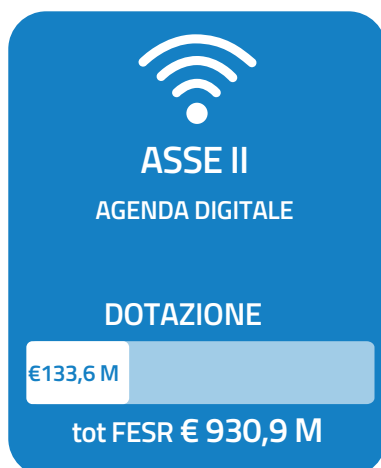 ASSE II
AGENDA DIGITALE
DOTAZIONE
€133,6 M
tot FESR € 930,9 M